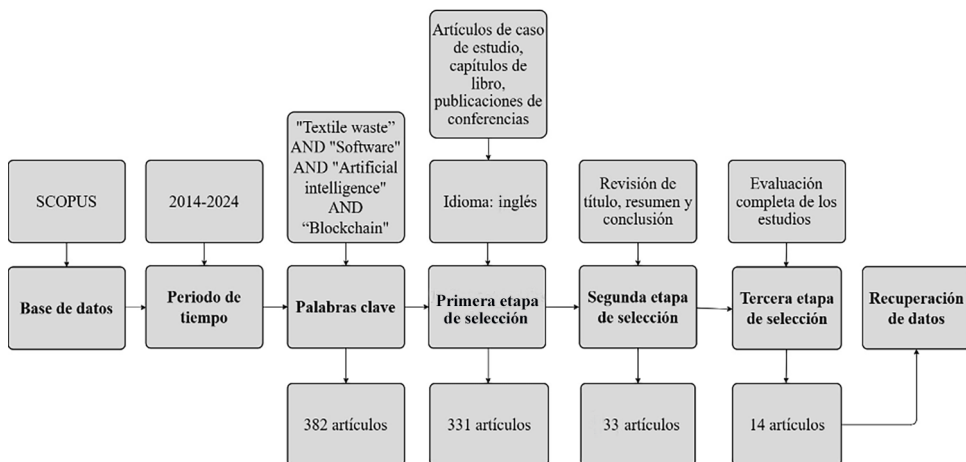 Artículos de caso
de estudio,
capítulos de
libro,
publicaciones de
conferencias
"Textile waste”
AND "Software"
AND "Artificial
intelligence"
AND
“Blockchain"
SCOPUS
2014-2024
Idioma: inglés
Revisión de
título, resumen y
conclusión
Evaluación
completa de los
estudios
Base de datos
Periodo de
tiempo
Palabras clave
Primera etapa
de selección
Segunda etapa
de selección
Tercera etapa
de selección
Recuperación
de datos
382 artículos
331 artículos
33 artículos
14 artículos